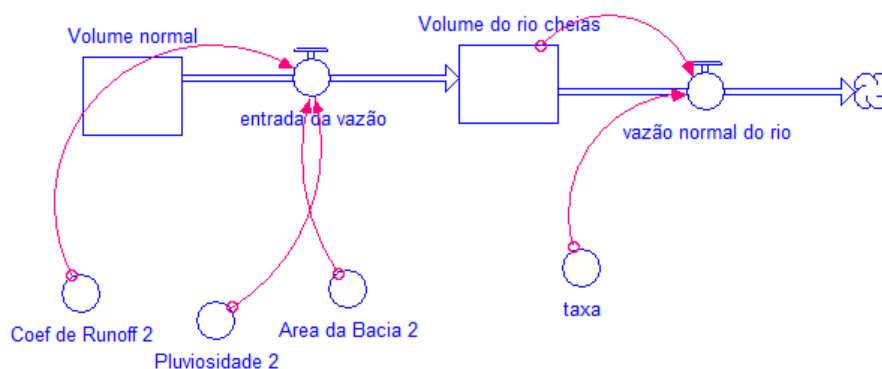 Volume normal
Volume do rio cheias
entrada da vazão
vazão normal do rio
Coef de Runoff 2
Pluviosidade 2
Area da Bacia 2
taxa